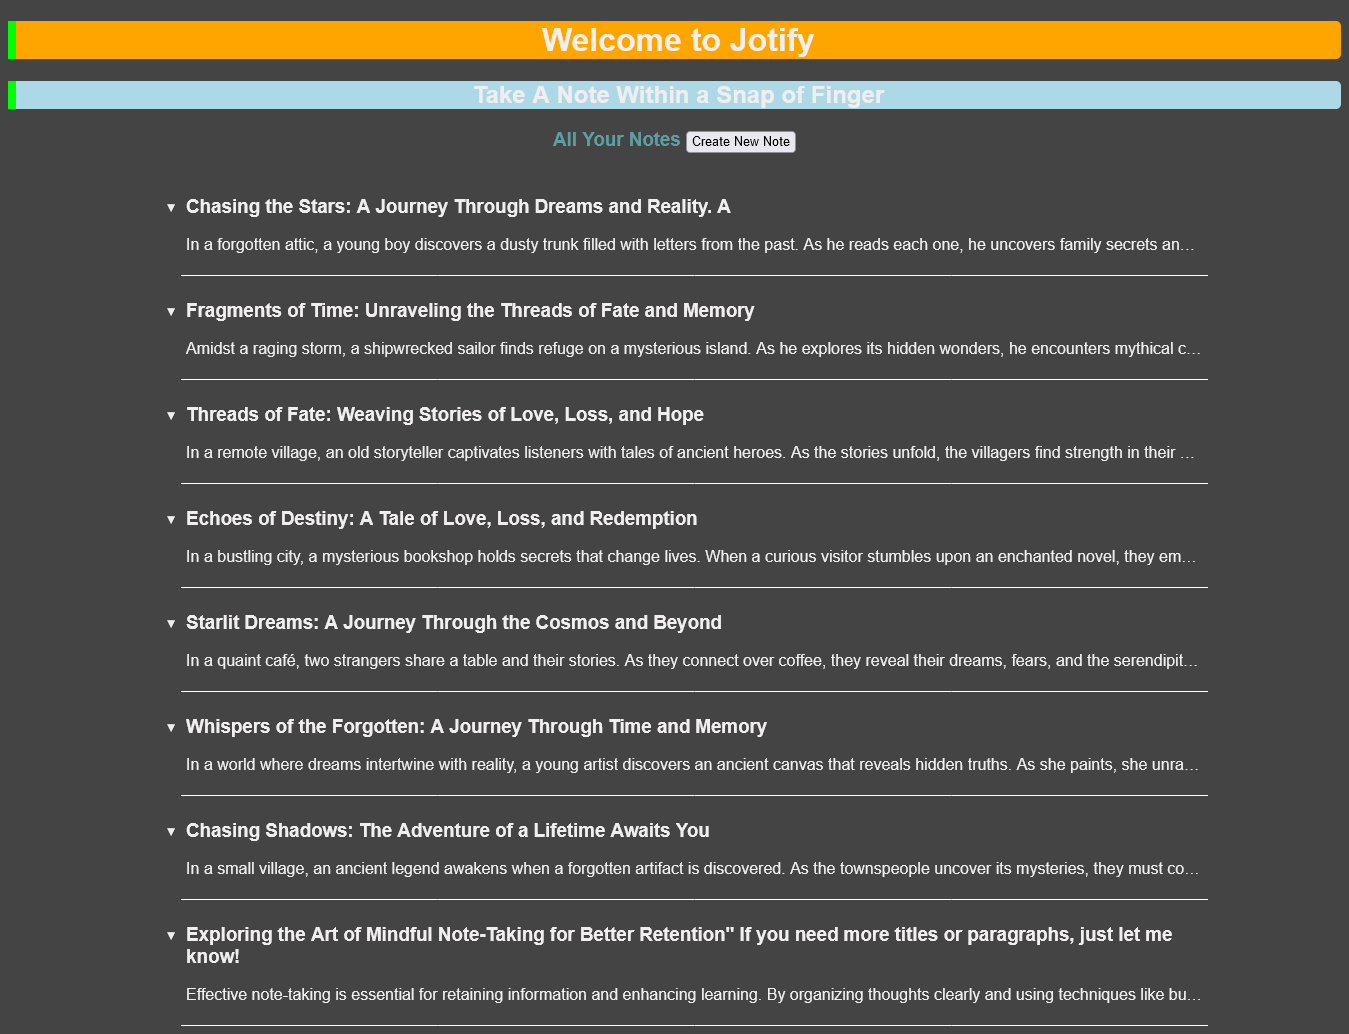 Welcome to Jotify
Take A Note Within a Snap of Finger
All Your Notes Create New Note
▾ Chasing the Stars: A Journey Through Dreams and Reality. A
In a forgotten attic, a young boy discovers a dusty trunk filled with letters from the past. As he reads each one, he uncovers family secrets an…
▾ Fragments of Time: Unraveling the Threads of Fate and Memory
Amidst a raging storm, a shipwrecked sailor finds refuge on a mysterious island. As he explores its hidden wonders, he encounters mythical c…
▾ Threads of Fate: Weaving Stories of Love, Loss, and Hope
In a remote village, an old storyteller captivates listeners with tales of ancient heroes. As the stories unfold, the villagers find strength in their …
▾ Echoes of Destiny: A Tale of Love, Loss, and Redemption
In a bustling city, a mysterious bookshop holds secrets that change lives. When a curious visitor stumbles upon an enchanted novel, they em…
▾ Starlit Dreams: A Journey Through the Cosmos and Beyond
In a quaint café, two strangers share a table and their stories. As they connect over coffee, they reveal their dreams, fears, and the serendipit…
▾ Whispers of the Forgotten: A Journey Through Time and Memory
In a world where dreams intertwine with reality, a young artist discovers an ancient canvas that reveals hidden truths. As she paints, she unra…
▾ Chasing Shadows: The Adventure of a Lifetime Awaits You
In a small village, an ancient legend awakens when a forgotten artifact is discovered. As the townspeople uncover its mysteries, they must co…
▾ Exploring the Art of Mindful Note-Taking for Better Retention" If you need more titles or paragraphs, just let me
know!
Effective note-taking is essential for retaining information and enhancing learning. By organizing thoughts clearly and using techniques like bu…